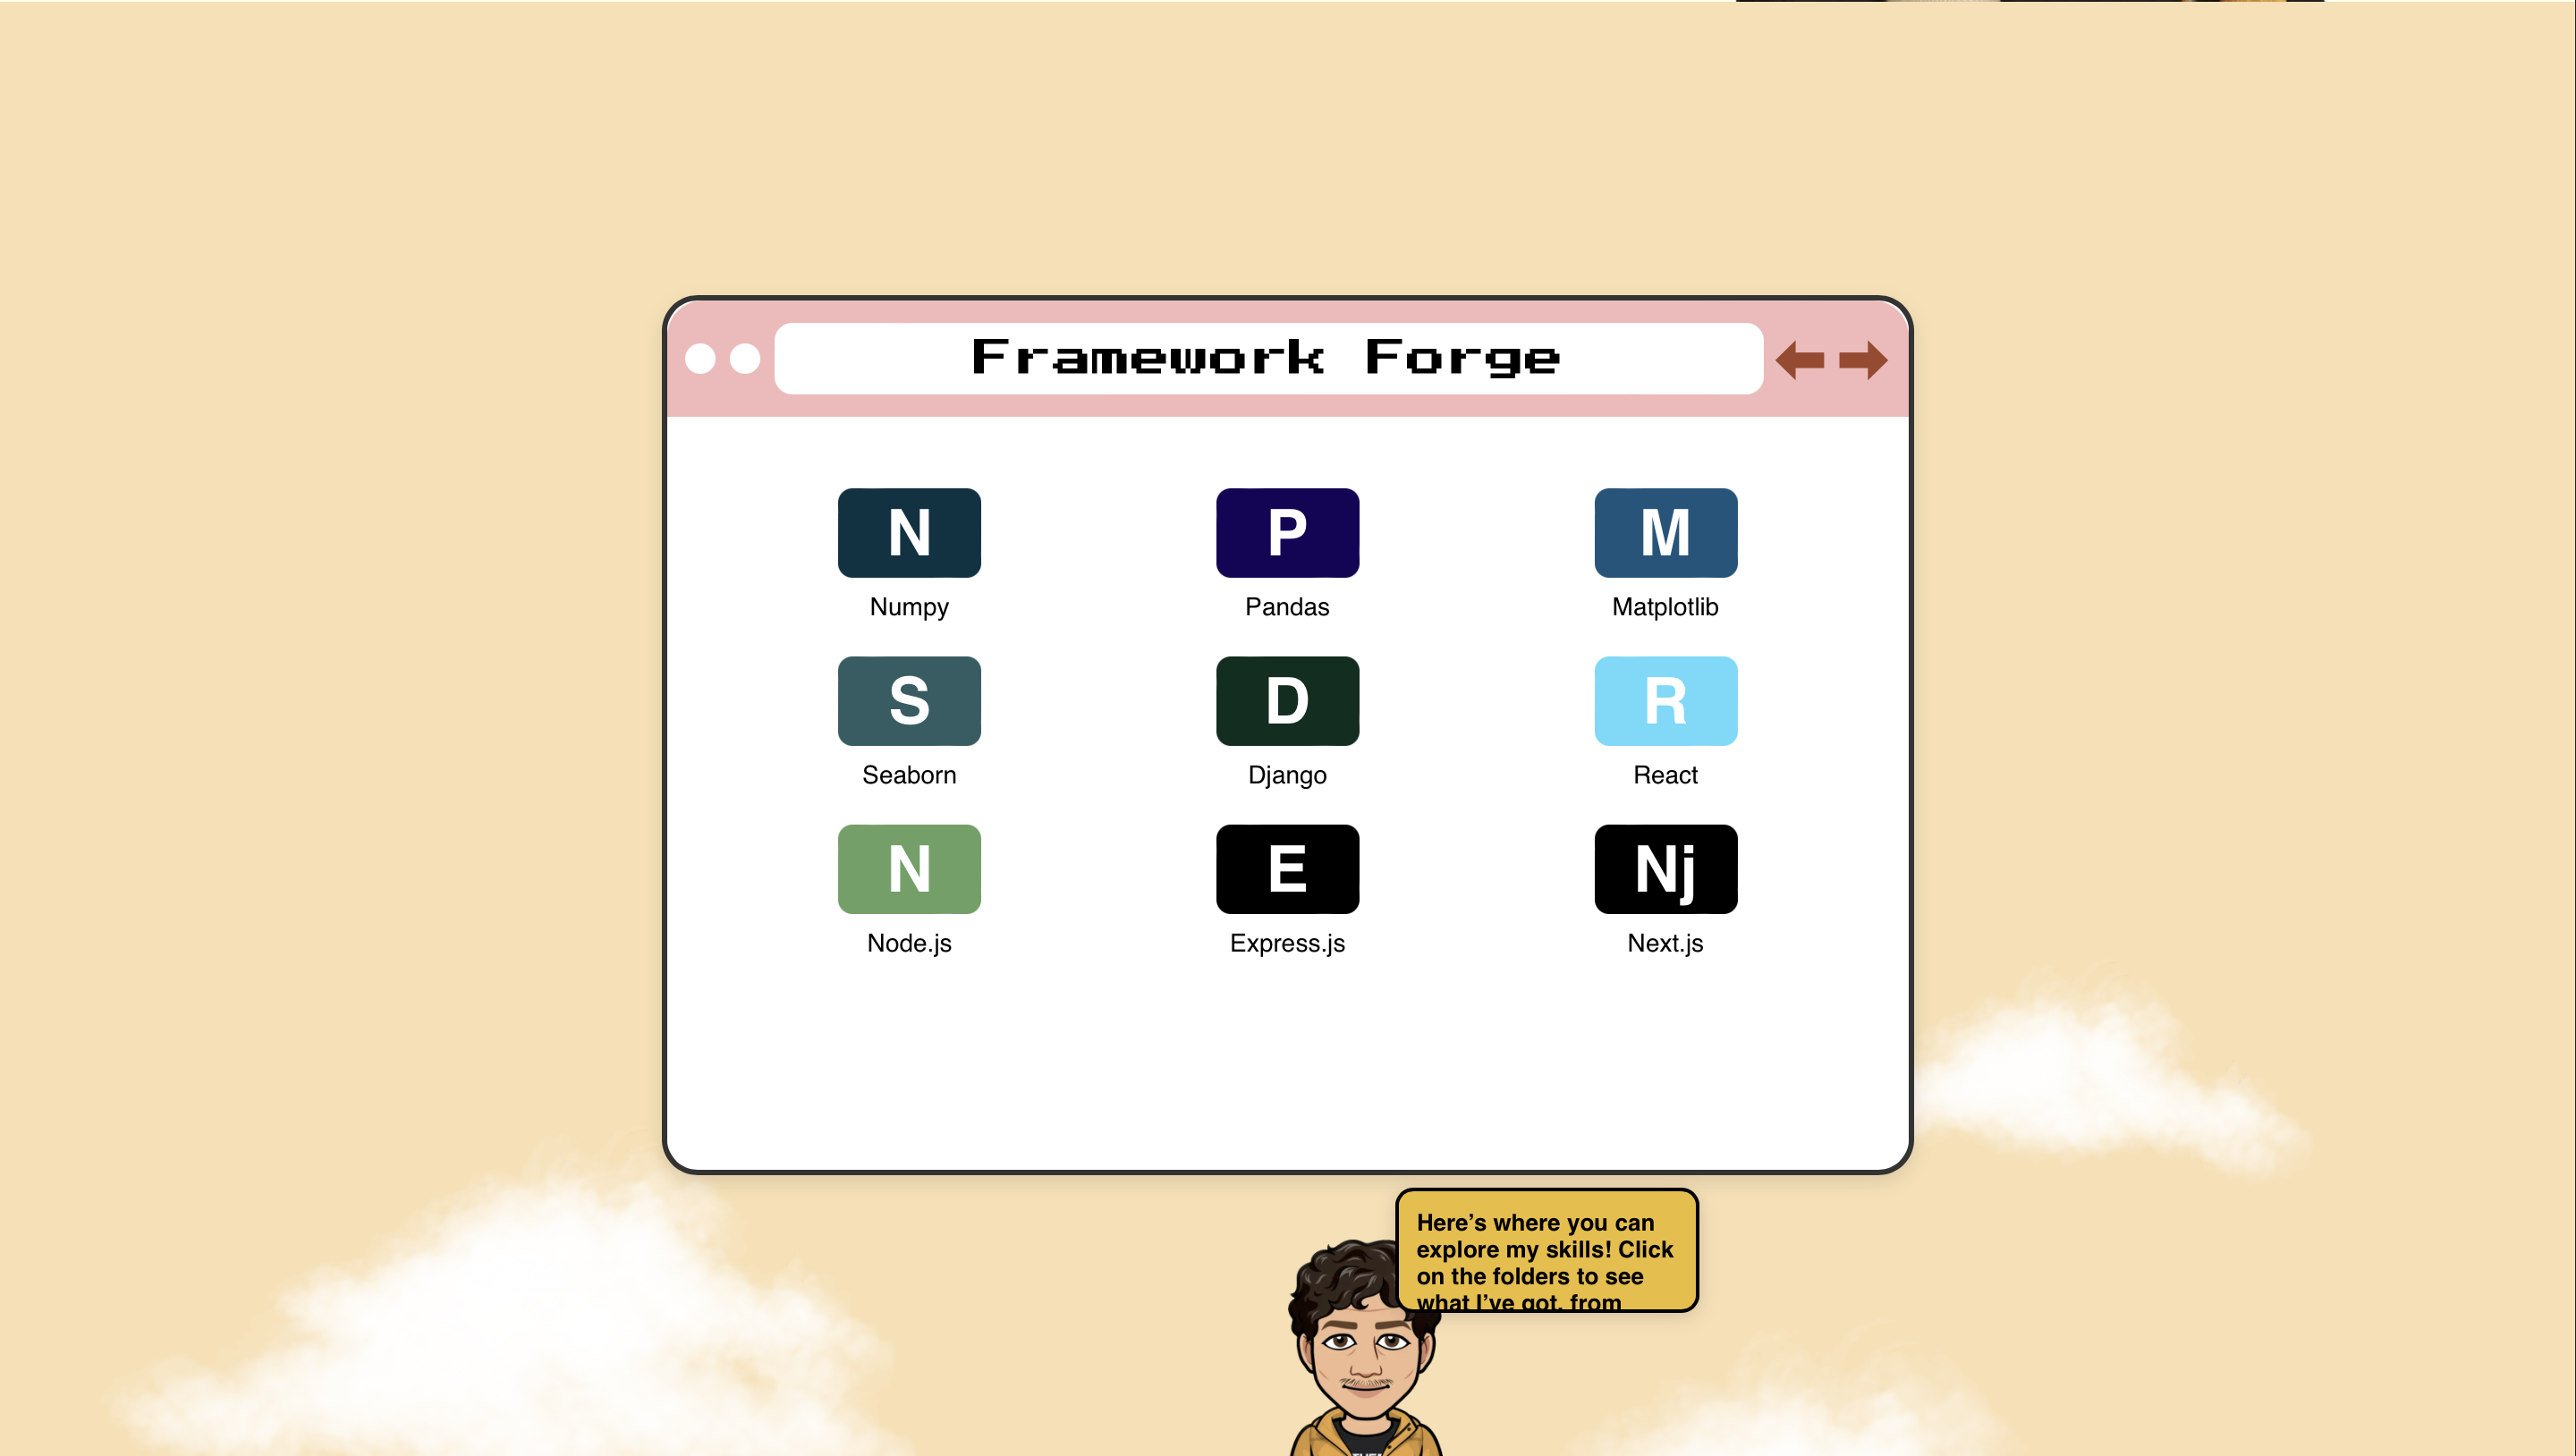 Framework Forge
N
P
M
Numpy
Pandas
Matplotlib
S
D
R
Seaborn
Django
React
N
E
Nj
Node.js
Express.js
Next.js
Here’s where you can
explore my skills! Click
on the folders to see
what I’ve got, from